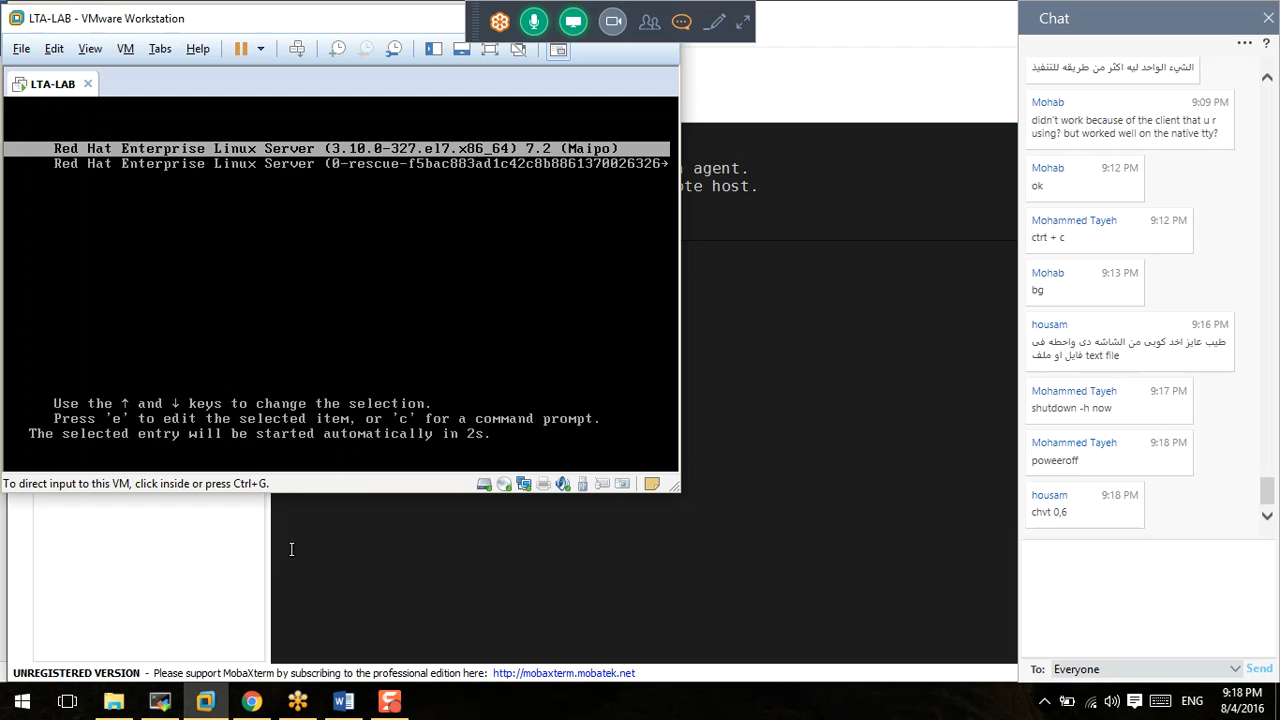 LTA-LAB - VMware Workstation
File Edit View VM Tabs Help
LTA-LAB
Red Hat Enterprise Linux Server (3.10.0-327.el7.x86_64) 7.2 (Maipo)
Red Hat Enterprise Linux Server (0-rescue-f5bac883ad1c42c8b8861370026326→
Use the ↑ and ↓ keys to change the selection.
Press 'e' to edit the selected item, or 'c' for a command prompt.
The selected entry will be started automatically in 2s.
To direct input to this VM, click inside or press Ctrl+G.
agent.
ote host.
UNREGISTERED VERSION - Please support MobaXterm by subscribing to the professional edition here: http://mobaxterm.mobatek.net
Chat
الشيء الواحد ليه اكثر من طريقه للتنفيذ
Mohab 9:09 PM
didn't work because of the client that u r
using? but worked well on the native tty?
Mohab 9:12 PM
ok
Mohammed Tayeh 9:12 PM
ctrt + c
Mohab 9:13 PM
bg
housam 9:16 PM
طيب عايز اخد كوبى من الشاشه دى واحطه فى
فايل او ملف text file
Mohammed Tayeh 9:17 PM
shutdown -h now
Mohammed Tayeh 9:18 PM
poweeroff
housam 9:18 PM
chvt 0,6
To: Everyone Send
ENG
9:18 PM
8/4/2016